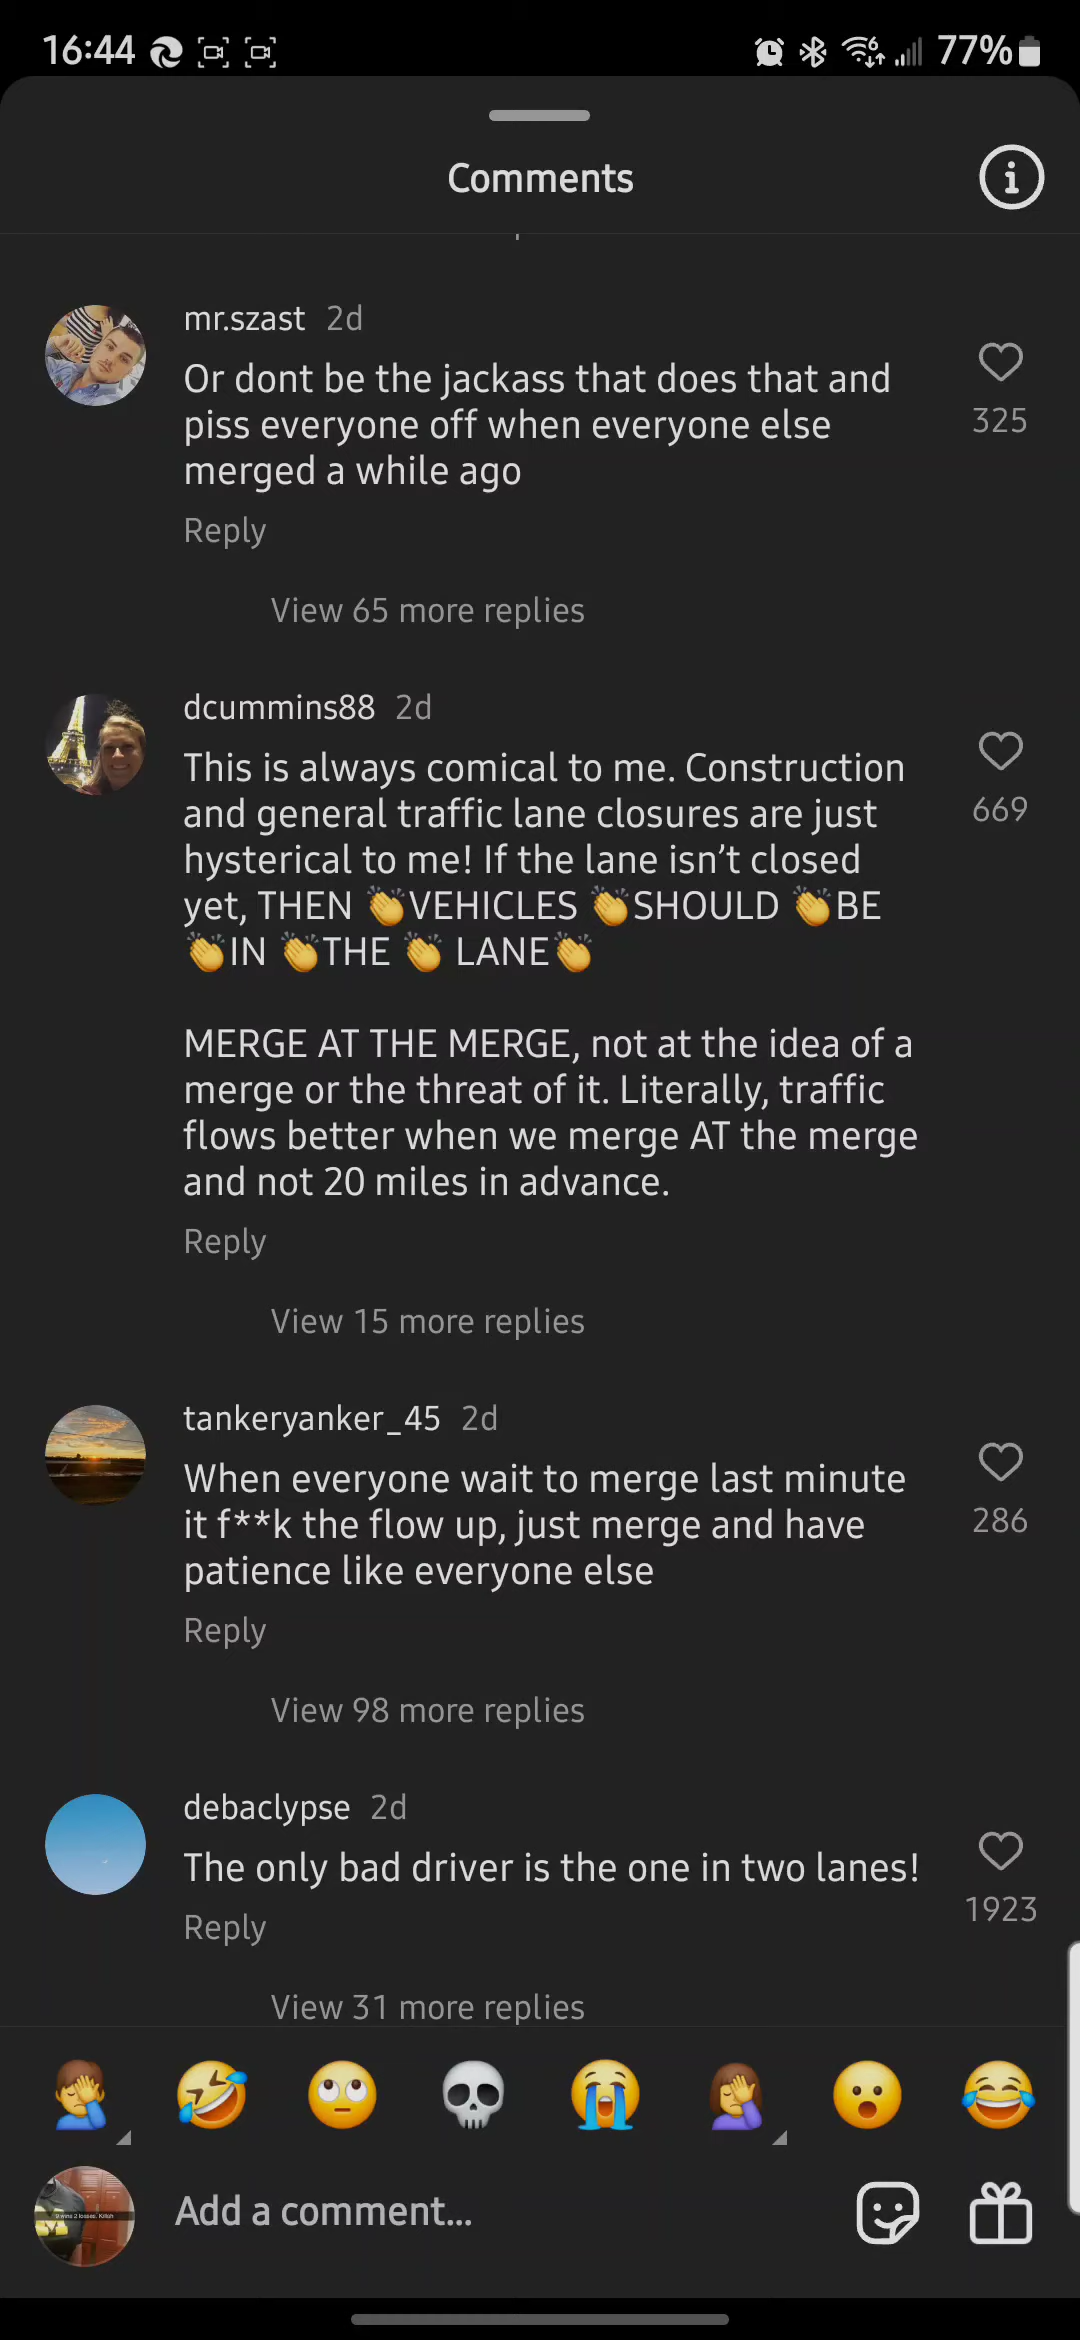 16:44
77%
Comments
mr.szast 2d
Or dont be the jackass that does that and
piss everyone off when everyone else
merged a while ago
325
Reply
View 65 more replies
dcummins88 2d
This is always comical to me. Construction
and general traffic lane closures are just
hysterical to me! If the lane isn’t closed
yet, THEN 👏VEHICLES 👏SHOULD 👏BE
👏IN 👏THE 👏 LANE👏
669
MERGE AT THE MERGE, not at the idea of a
merge or the threat of it. Literally, traffic
flows better when we merge AT the merge
and not 20 miles in advance.
Reply
View 15 more replies
tankeryanker_45 2d
When everyone wait to merge last minute
it f**k the flow up, just merge and have
patience like everyone else
286
Reply
View 98 more replies
debaclypse 2d
The only bad driver is the one in two lanes!
1923
Reply
View 31 more replies
Add a comment...